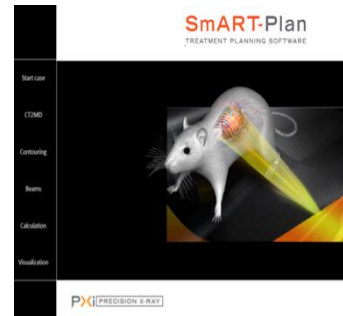 SmART-Plan
TREATMENT PLANNING SOFTWARE
Start case
CT2MD
Contouring
Beams
Calculation
Visualization
PXi PRECISION X-RAY